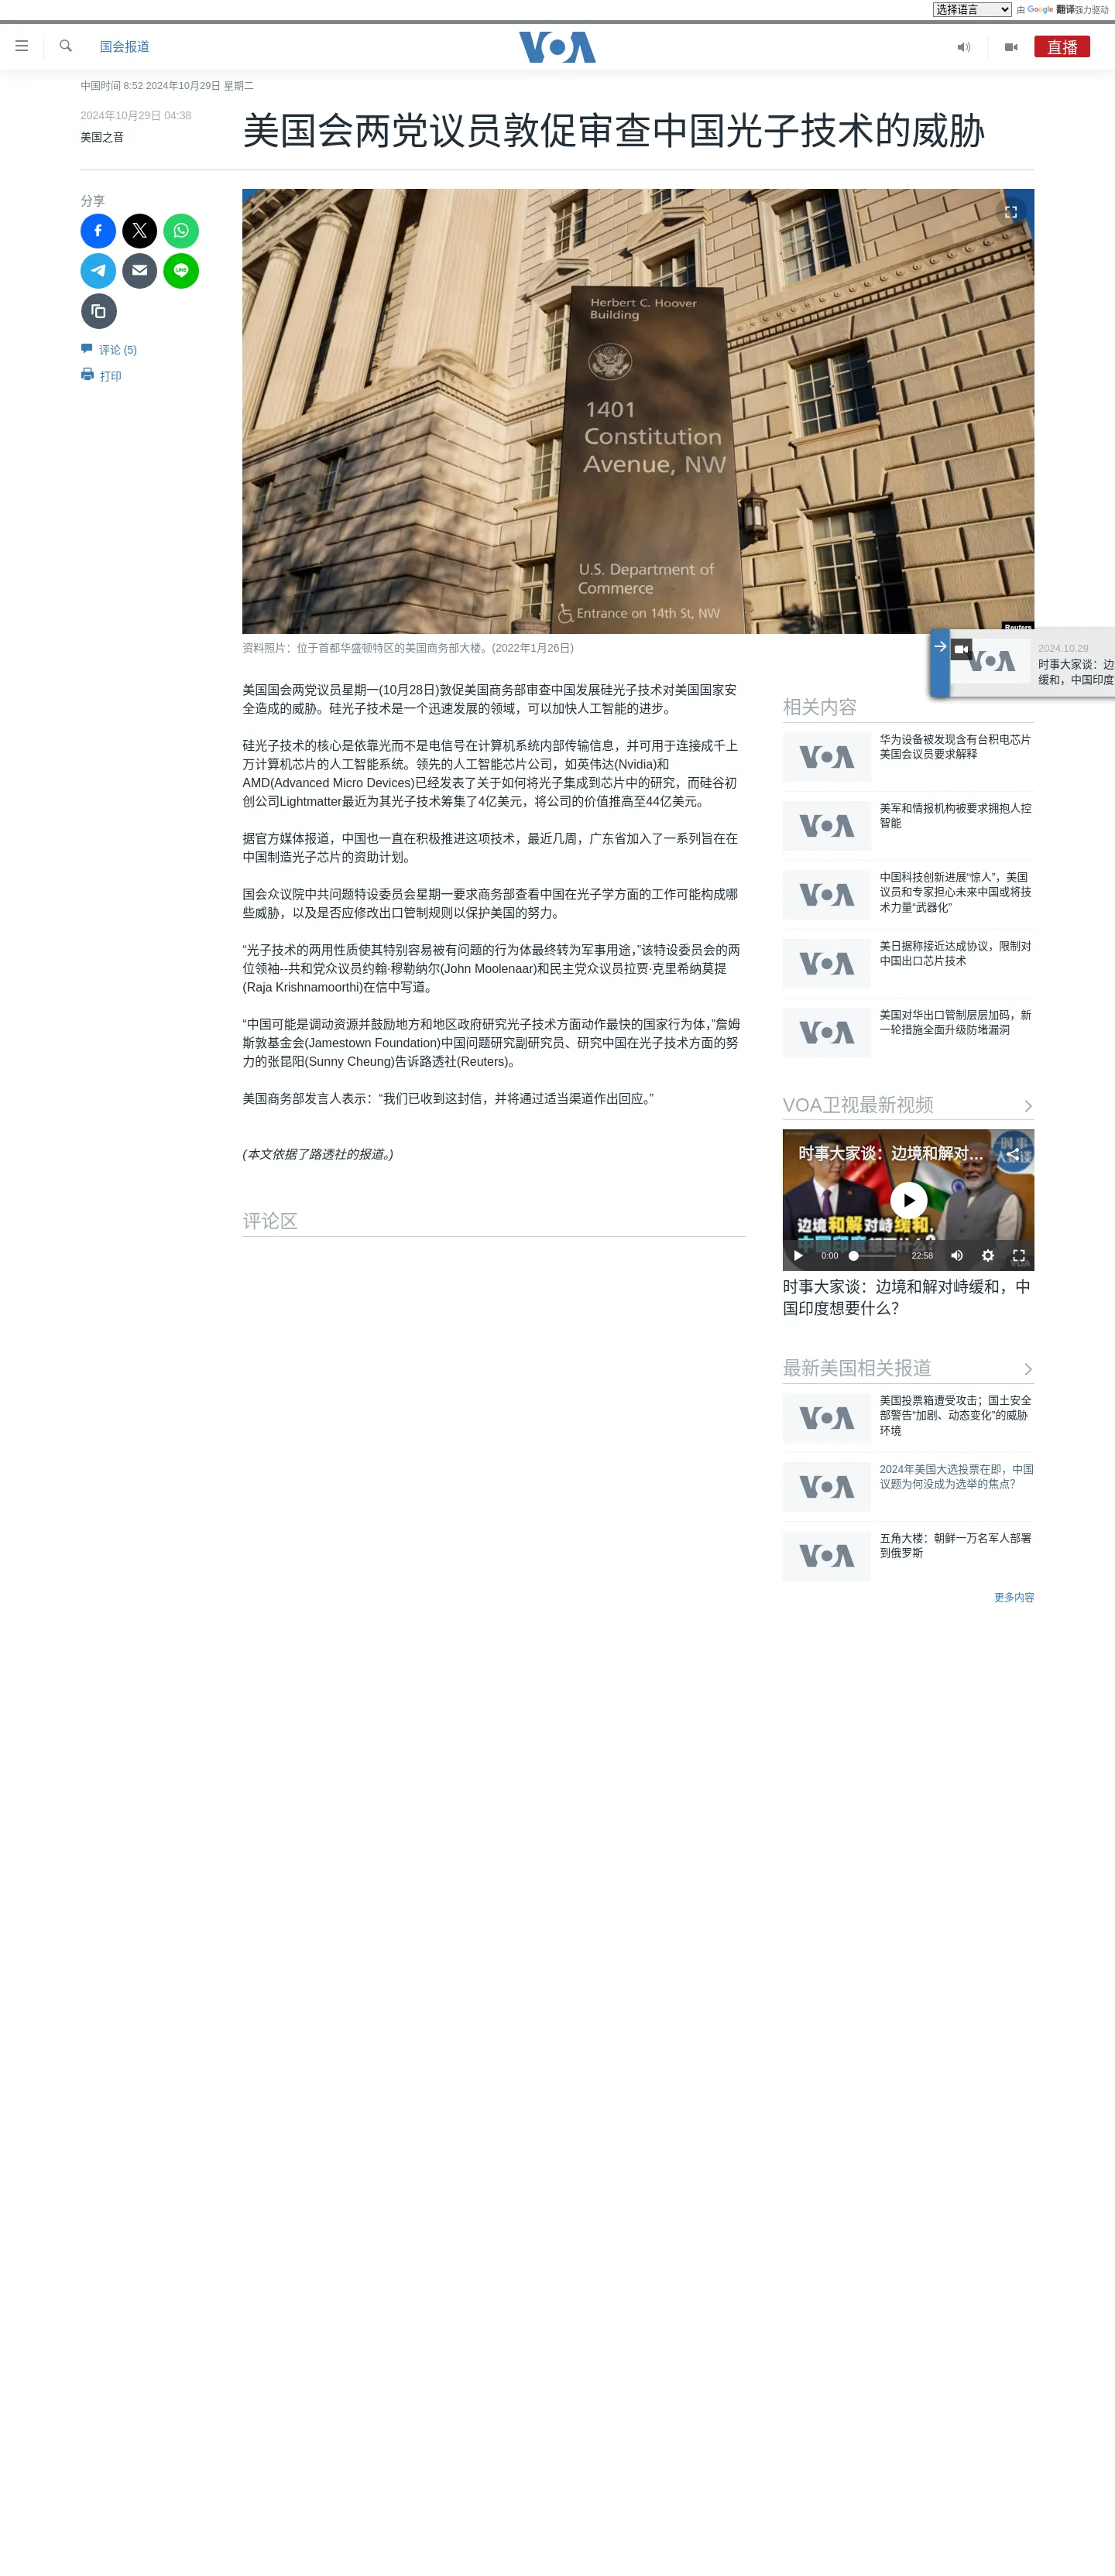 选择语言 由 Google 翻译强力驱动
国会报道
VOA
直播
中国时间 8:52 2024年10月29日 星期二
2024年10月29日 04:38
美国之音
美国会两党议员敦促审查中国光子技术的威胁
分享
LINE
评论 (5)
打印
Herbert C. Hoover
Building
1401
Constitution
Avenue, NW
U.S. Department of
Commerce
Entrance on 14th St, NW
Reuters
资料照片：位于首都华盛顿特区的美国商务部大楼。(2022年1月26日)
VOA
2024.10.29
时事大家谈：边
缓和，中国印度
美国国会两党议员星期一(10月28日)敦促美国商务部审查中国发展硅光子技术对美国国家安
全造成的威胁。硅光子技术是一个迅速发展的领域，可以加快人工智能的进步。
硅光子技术的核心是依靠光而不是电信号在计算机系统内部传输信息，并可用于连接成千上
万计算机芯片的人工智能系统。领先的人工智能芯片公司，如英伟达(Nvidia)和
AMD(Advanced Micro Devices)已经发表了关于如何将光子集成到芯片中的研究，而硅谷初
创公司Lightmatter最近为其光子技术筹集了4亿美元，将公司的价值推高至44亿美元。
据官方媒体报道，中国也一直在积极推进这项技术，最近几周，广东省加入了一系列旨在在
中国制造光子芯片的资助计划。
国会众议院中共问题特设委员会星期一要求商务部查看中国在光子学方面的工作可能构成哪
些威胁，以及是否应修改出口管制规则以保护美国的努力。
“光子技术的两用性质使其特别容易被有问题的行为体最终转为军事用途，”该特设委员会的两
位领袖--共和党众议员约翰·穆勒纳尔(John Moolenaar)和民主党众议员拉贾·克里希纳莫提
(Raja Krishnamoorthi)在信中写道。
“中国可能是调动资源并鼓励地方和地区政府研究光子技术方面动作最快的国家行为体，”詹姆
斯敦基金会(Jamestown Foundation)中国问题研究副研究员、研究中国在光子技术方面的努
力的张昆阳(Sunny Cheung)告诉路透社(Reuters)。
美国商务部发言人表示：“我们已收到这封信，并将通过适当渠道作出回应。”
(本文依据了路透社的报道。)
评论区
相关内容
VOA
华为设备被发现含有台积电芯片
美国会议员要求解释
VOA
美军和情报机构被要求拥抱人控
智能
VOA
中国科技创新进展“惊人”，美国
议员和专家担心未来中国或将技
术力量“武器化”
VOA
美日据称接近达成协议，限制对
中国出口芯片技术
VOA
美国对华出口管制层层加码，新
一轮措施全面升级防堵漏洞
VOA卫视最新视频
时事大家谈：边境和解对…
时事
大家谈
边境和解对峙缓和，
中国印度想要什么?
0:00 22:58
VOA
时事大家谈：边境和解对峙缓和，中
国印度想要什么？
最新美国相关报道
VOA
美国投票箱遭受攻击；国土安全
部警告“加剧、动态变化”的威胁
环境
VOA
2024年美国大选投票在即，中国
议题为何没成为选举的焦点？
VOA
五角大楼：朝鲜一万名军人部署
到俄罗斯
更多内容